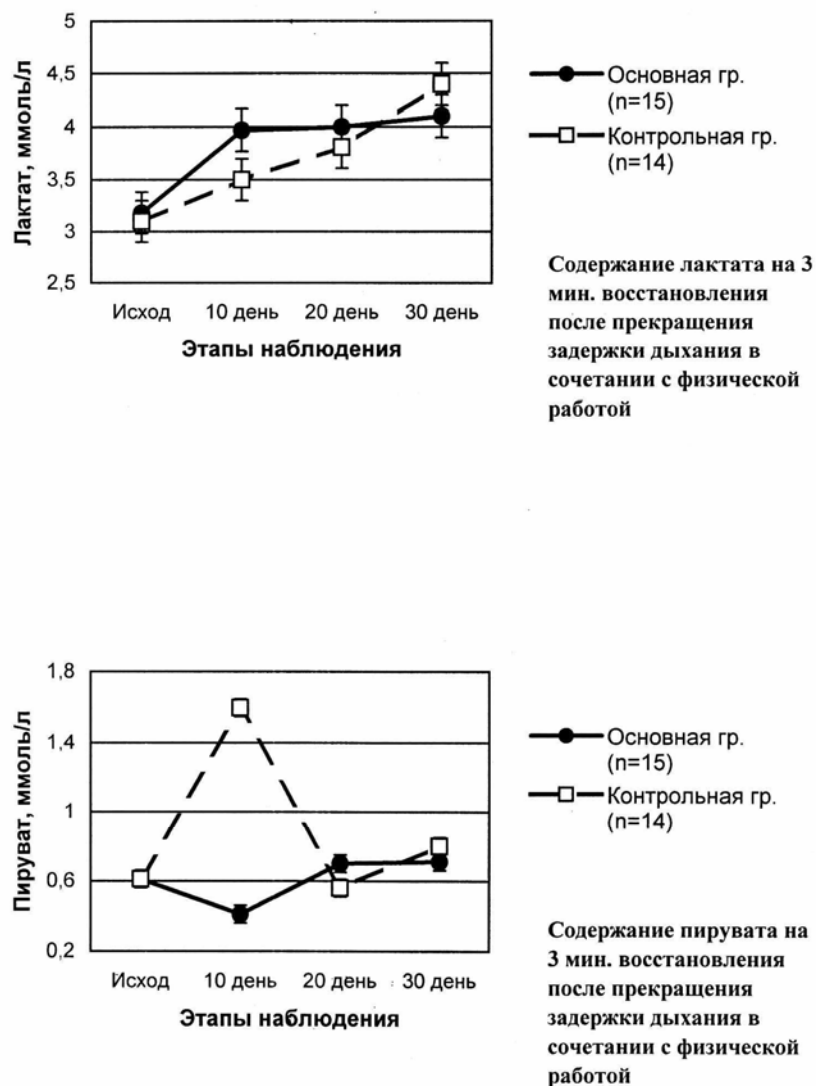 5
4,5
4
3,5
3
2,5
Лактат, ммоль/л
Исход 10 день 20 день 30 день
Этапы наблюдения
Основная гр.
(n=15)
Контрольная гр.
(n=14)
Содержание лактата на 3
мин. восстановления
после прекращения
задержки дыхания в
сочетании с физической
работой
1,8
1,4
1
0,6
0,2
Пируват, ммоль/л
Исход 10 день 20 день 30 день
Этапы наблюдения
Основная гр.
(n=15)
Контрольная гр.
(n=14)
Содержание пирувата на
3 мин. восстановления
после прекращения
задержки дыхания в
сочетании с физической
работой